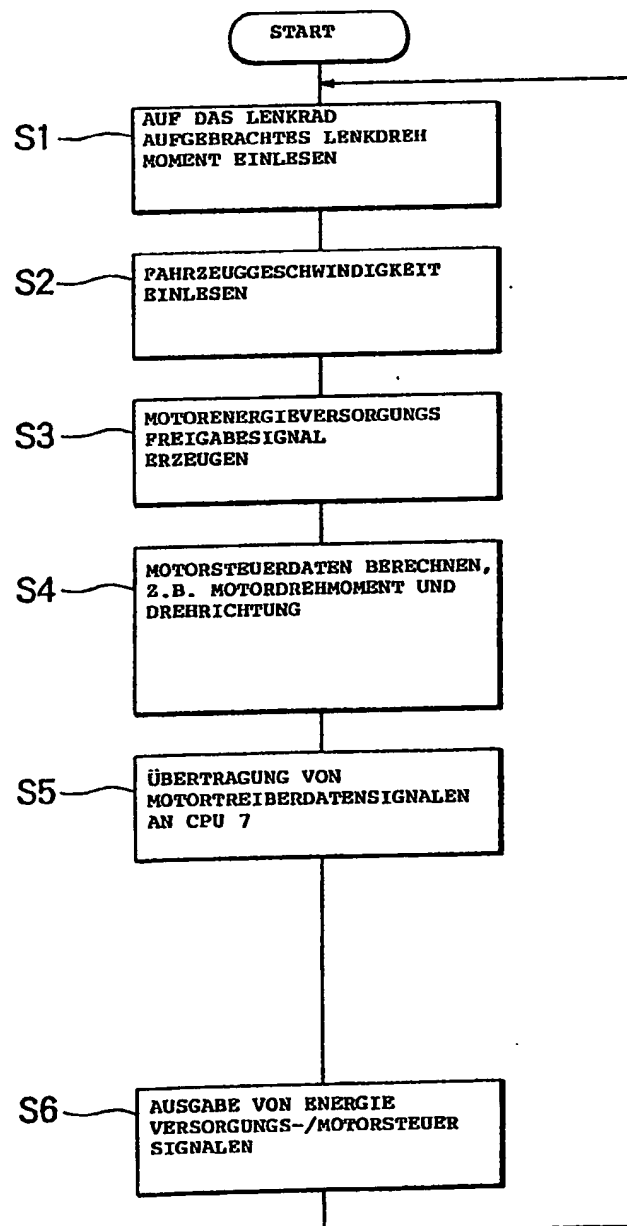 START
S1
AUF DAS LENKRAD
AUFGEBRACHTES LENKDREH
MOMENT EINLESEN
S2
FAHRZEUGGESCHWINDIGKEIT
EINLESEN
S3
MOTORENERGIEVERSORGUNGS
FREIGABESIGNAL
ERZEUGEN
S4
MOTORSTEUERDATEN BERECHNEN,
Z.B. MOTORDREHMOMENT UND
DREHRICHTUNG
S5
ÜBERTRAGUNG VON
MOTORTREIBERDATENSIGNALEN
AN CPU 7
S6
AUSGABE VON ENERGIE
VERSORGUNGS-/MOTORSTEUER
SIGNALEN